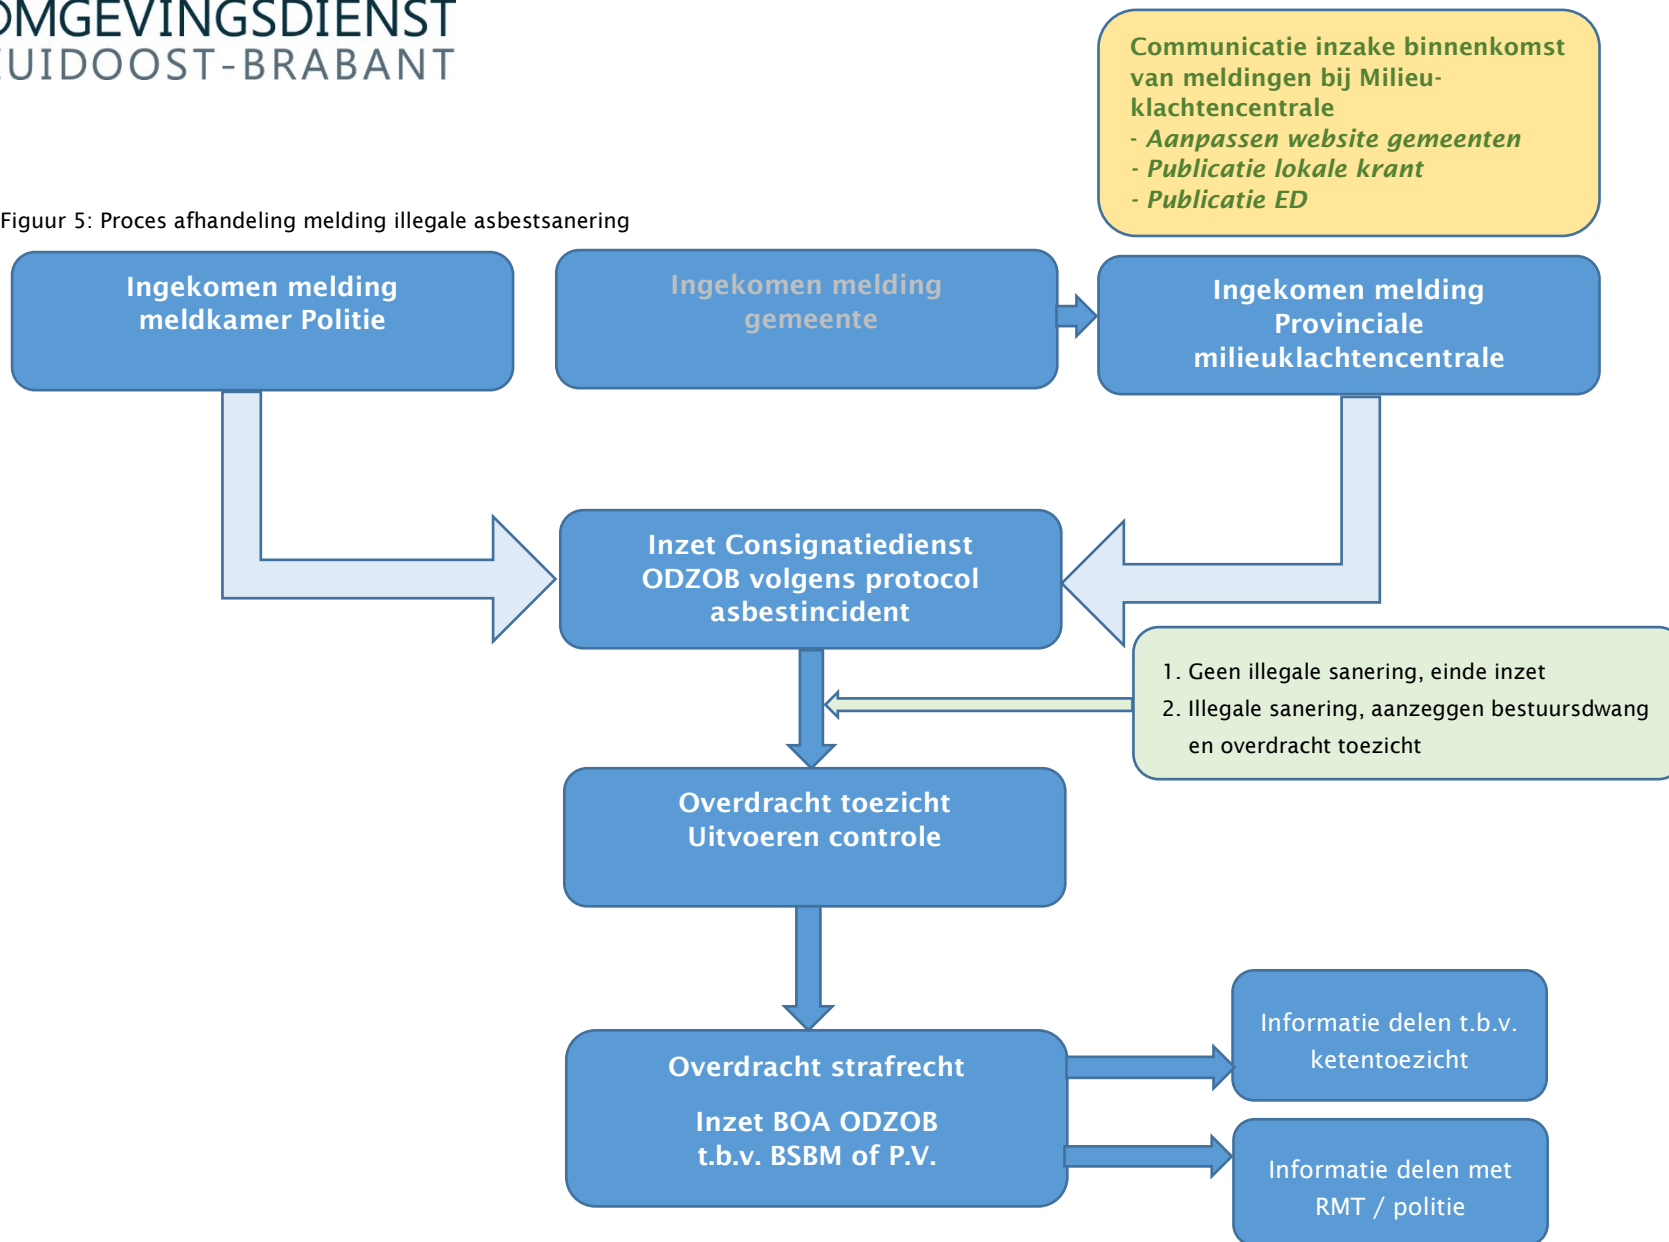 OMGEVINGSDIENST
ZUIDOOST-BRABANT
Communicatie inzake binnenkomst
van meldingen bij Milieu-
klachtencentrale
- Aanpassen website gemeenten
- Publicatie lokale krant
- Publicatie ED
Figuur 5: Proces afhandeling melding illegale asbestsanering
Ingekomen melding
meldkamer Politie
Ingekomen melding
gemeente
Ingekomen melding
Provinciale
milieuklachtencentrale
Inzet Consignatiedienst
ODZOB volgens protocol
asbestincident
1. Geen illegale sanering, einde inzet
2. Illegale sanering, aanzeggen bestuursdwang
en overdracht toezicht
Overdracht toezicht
Uitvoeren controle
Overdracht strafrecht
Inzet BOA ODZOB
t.b.v. BSBM of P.V.
Informatie delen t.b.v.
ketentoezicht
Informatie delen met
RMT / politie